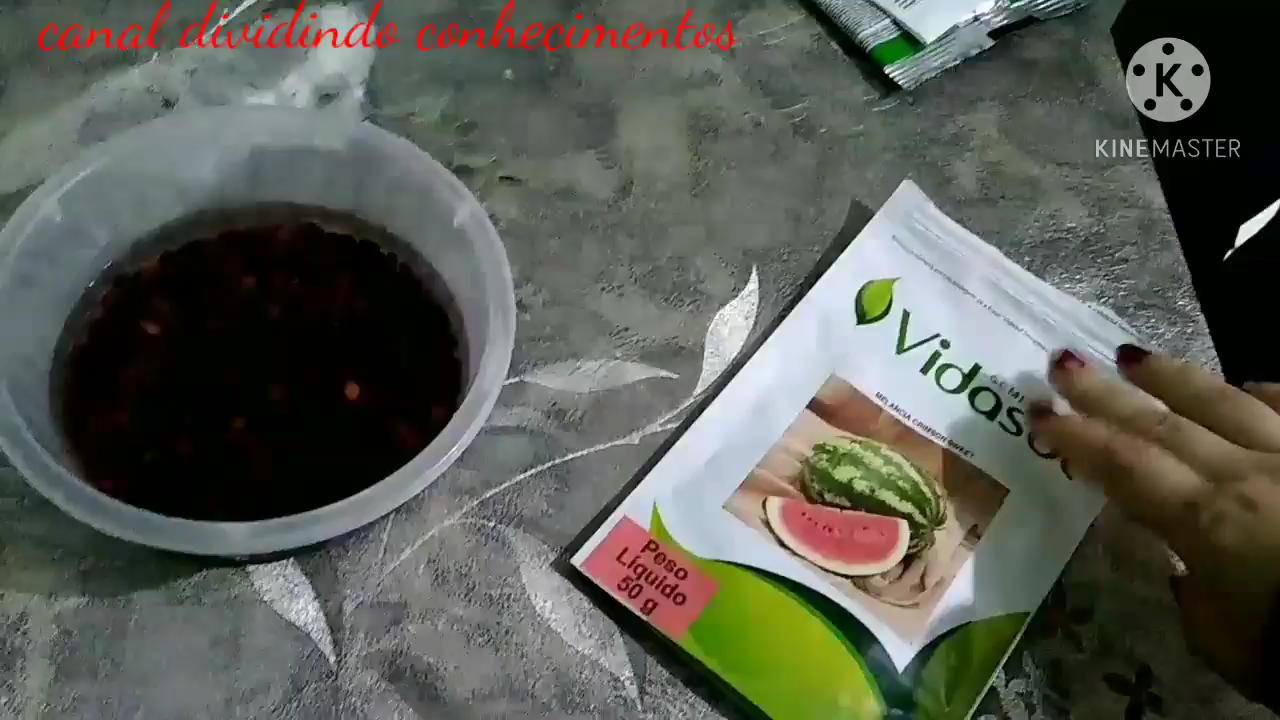 canal dividindo conhecimentos
K
KINEMASTER
Vidas
MELANCIA CRIMSON SWEET
Peso
Líquido
50 g